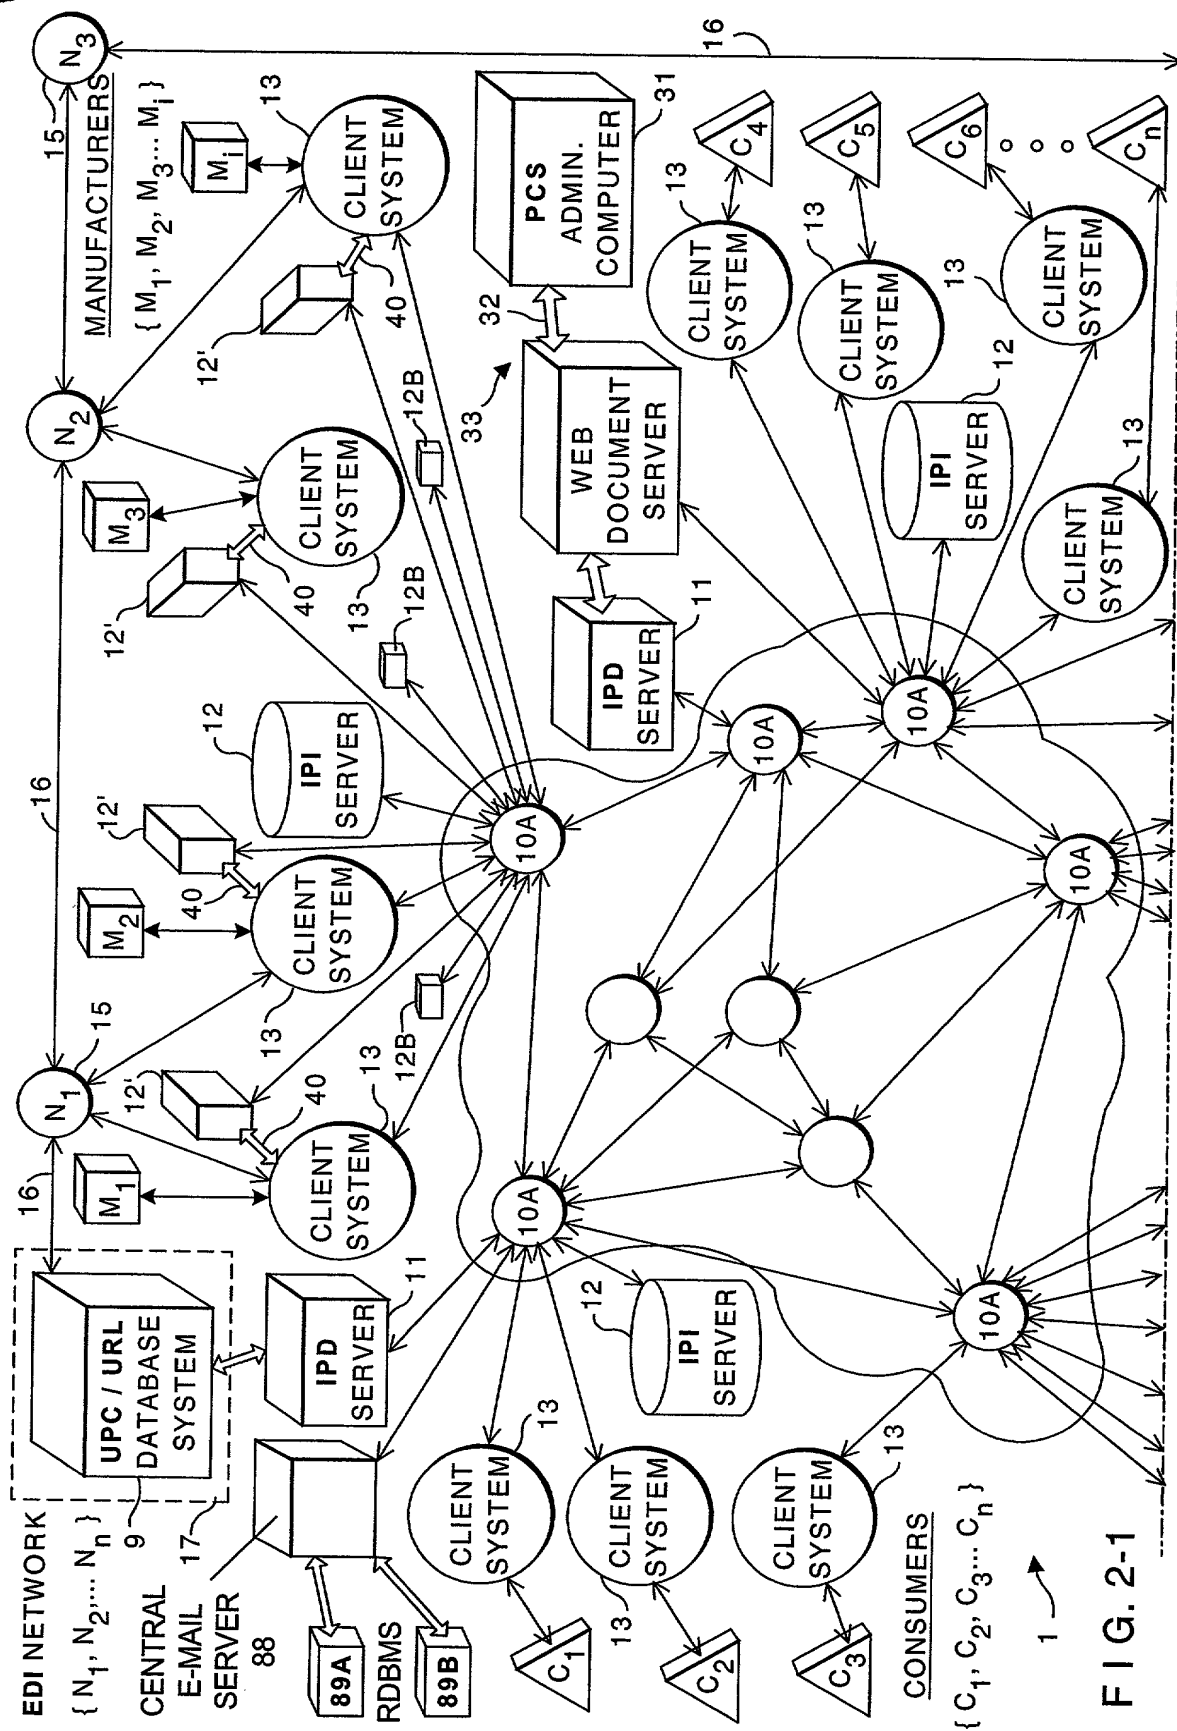 EDI NETWORK
{ N1, N2,... Nn }
9
17
CENTRAL
E-MAIL
SERVER
88
UPC / URL
DATABASE
SYSTEM
16
N1
15
16
N2
15
N3
MANUFACTURERS
{ M1, M2, M3... Mi }
16
M1
12'
40
CLIENT
SYSTEM
13
M2
12'
40
CLIENT
SYSTEM
13
12B
12
IPI
SERVER
M3
12'
40
CLIENT
SYSTEM
13
12B
Mi
13
12'
40
CLIENT
SYSTEM
12B
IPD
SERVER
11
89A
RDBMS
89B
10A
10A
33
32
PCS
ADMIN.
COMPUTER
31
WEB
DOCUMENT
SERVER
IPD
SERVER
11
C1
CLIENT
SYSTEM
13
C2
CLIENT
SYSTEM
13
12
IPI
SERVER
C3
CLIENT
SYSTEM
13
10A
10A
10A
10A
C4
CLIENT
SYSTEM
13
C5
CLIENT
SYSTEM
13
C6
CLIENT
SYSTEM
13
12
IPI
SERVER
Cn
CLIENT
SYSTEM
13
CONSUMERS
{ C1, C2, C3... Cn }
1
FIG. 2-1